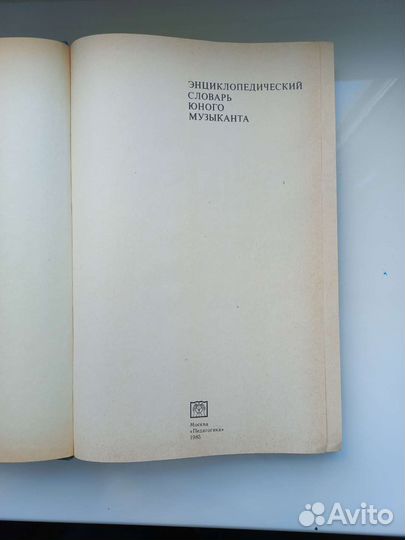 ЭНЦИКЛОПЕДИЧЕСКИЙ
СЛОВАРЬ
ЮНОГО
МУЗЫКАНТА
Москва
«Педагогика»
1985
Avito